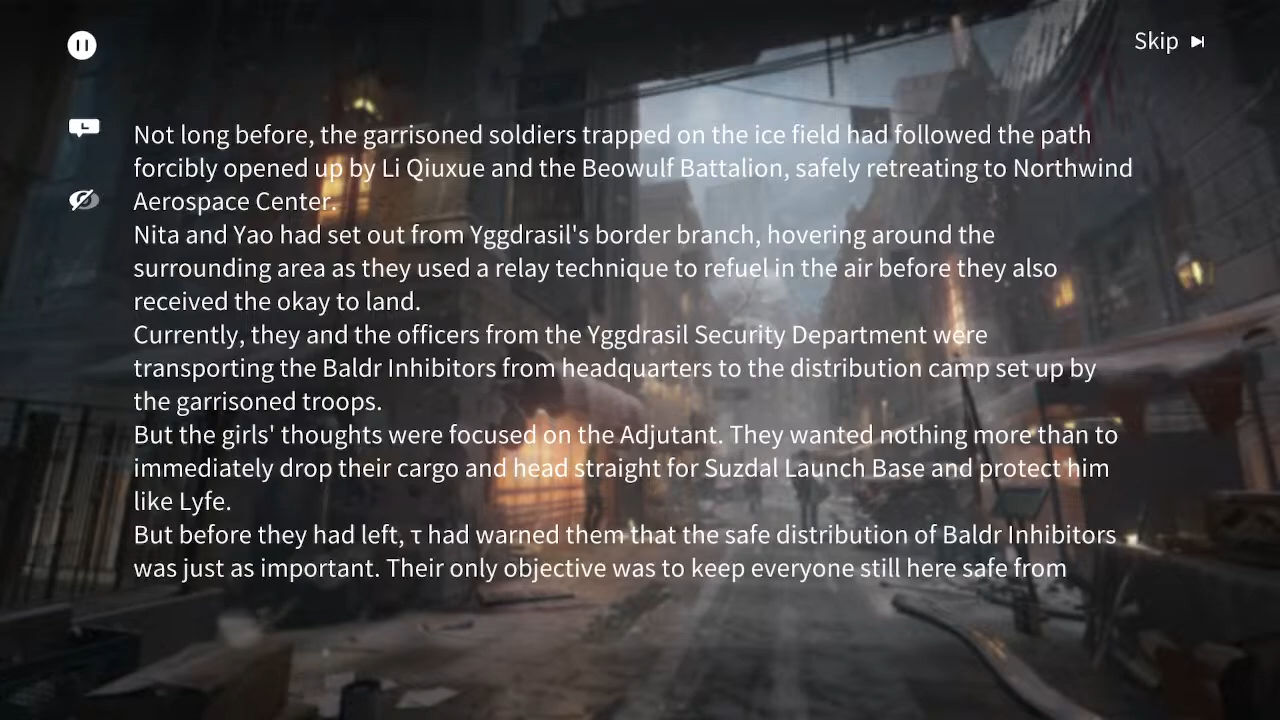 Skip
Not long before, the garrisoned soldiers trapped on the ice field had followed the path
forcibly opened up by Li Qiuxue and the Beowulf Battalion, safely retreating to Northwind
Aerospace Center.
Nita and Yao had set out from Yggdrasil's border branch, hovering around the
surrounding area as they used a relay technique to refuel in the air before they also
received the okay to land.
Currently, they and the officers from the Yggdrasil Security Department were
transporting the Baldr Inhibitors from headquarters to the distribution camp set up by
the garrisoned troops.
But the girls' thoughts were focused on the Adjutant. They wanted nothing more than to
immediately drop their cargo and head straight for Suzdal Launch Base and protect him
like Lyfe.
But before they had left, τ had warned them that the safe distribution of Baldr Inhibitors
was just as important. Their only objective was to keep everyone still here safe from